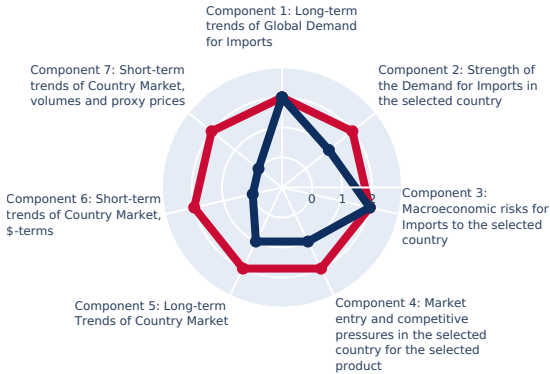 Component 1: Long-term
trends of Global Demand
for Imports
Component 7: Short-term
trends of Country Market,
volumes and proxy prices
Component 2: Strength of
the Demand for Imports in
the selected country
0 1 2
Component 6: Short-term
trends of Country Market,
$-terms
Component 3:
Macroeconomic risks for
Imports to the selected
country
Component 5: Long-term
Trends of Country Market
Component 4: Market
entry and competitive
pressures in the selected
country for the selected
product